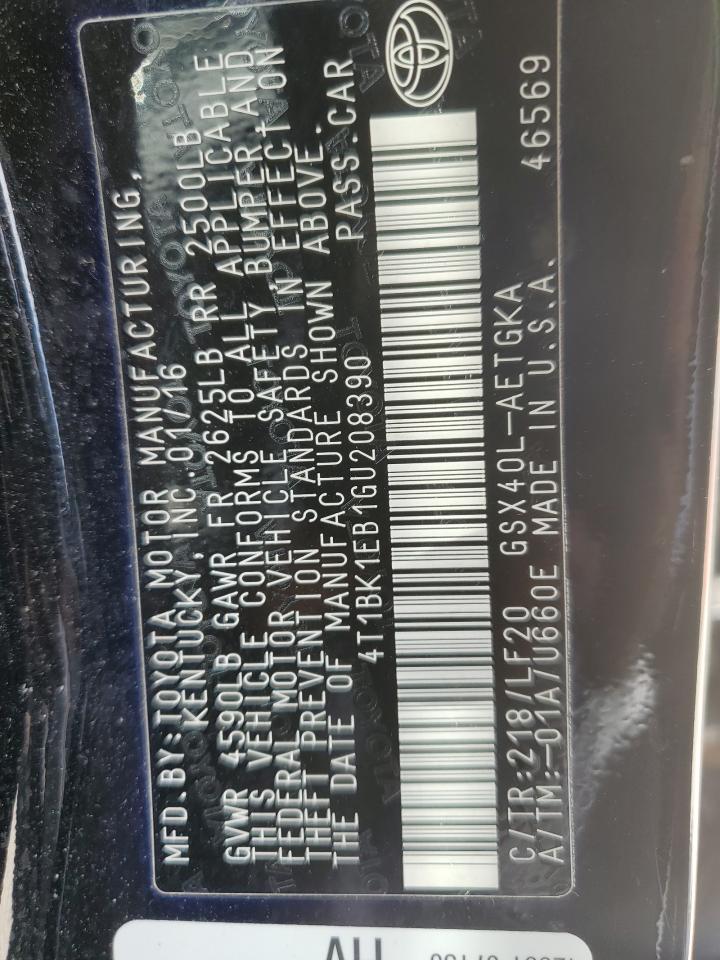 MFD.BY:TOYOTA MOTOR MANUFACTURING,
KENTUCKY, INC. 01/16
GVWR 4590LB GAWR FR 2625LB RR 2500LB
THIS VEHICLE CONFORMS TO ALL APPLICABLE
FEDERAL MOTOR VEHICLE SAFETY, BUMPER, AND
THEFT PREVENTION STANDARDS IN EFFECT ON
THE DATE OF MANUFACTURE SHOWN ABOVE.
4T1BK1EB1GU208390 PASS.CAR
C/TR:218/LF20 GSX40L-AETGKA 46569
A/TM:-01A/U660E MADE IN U.S.A.